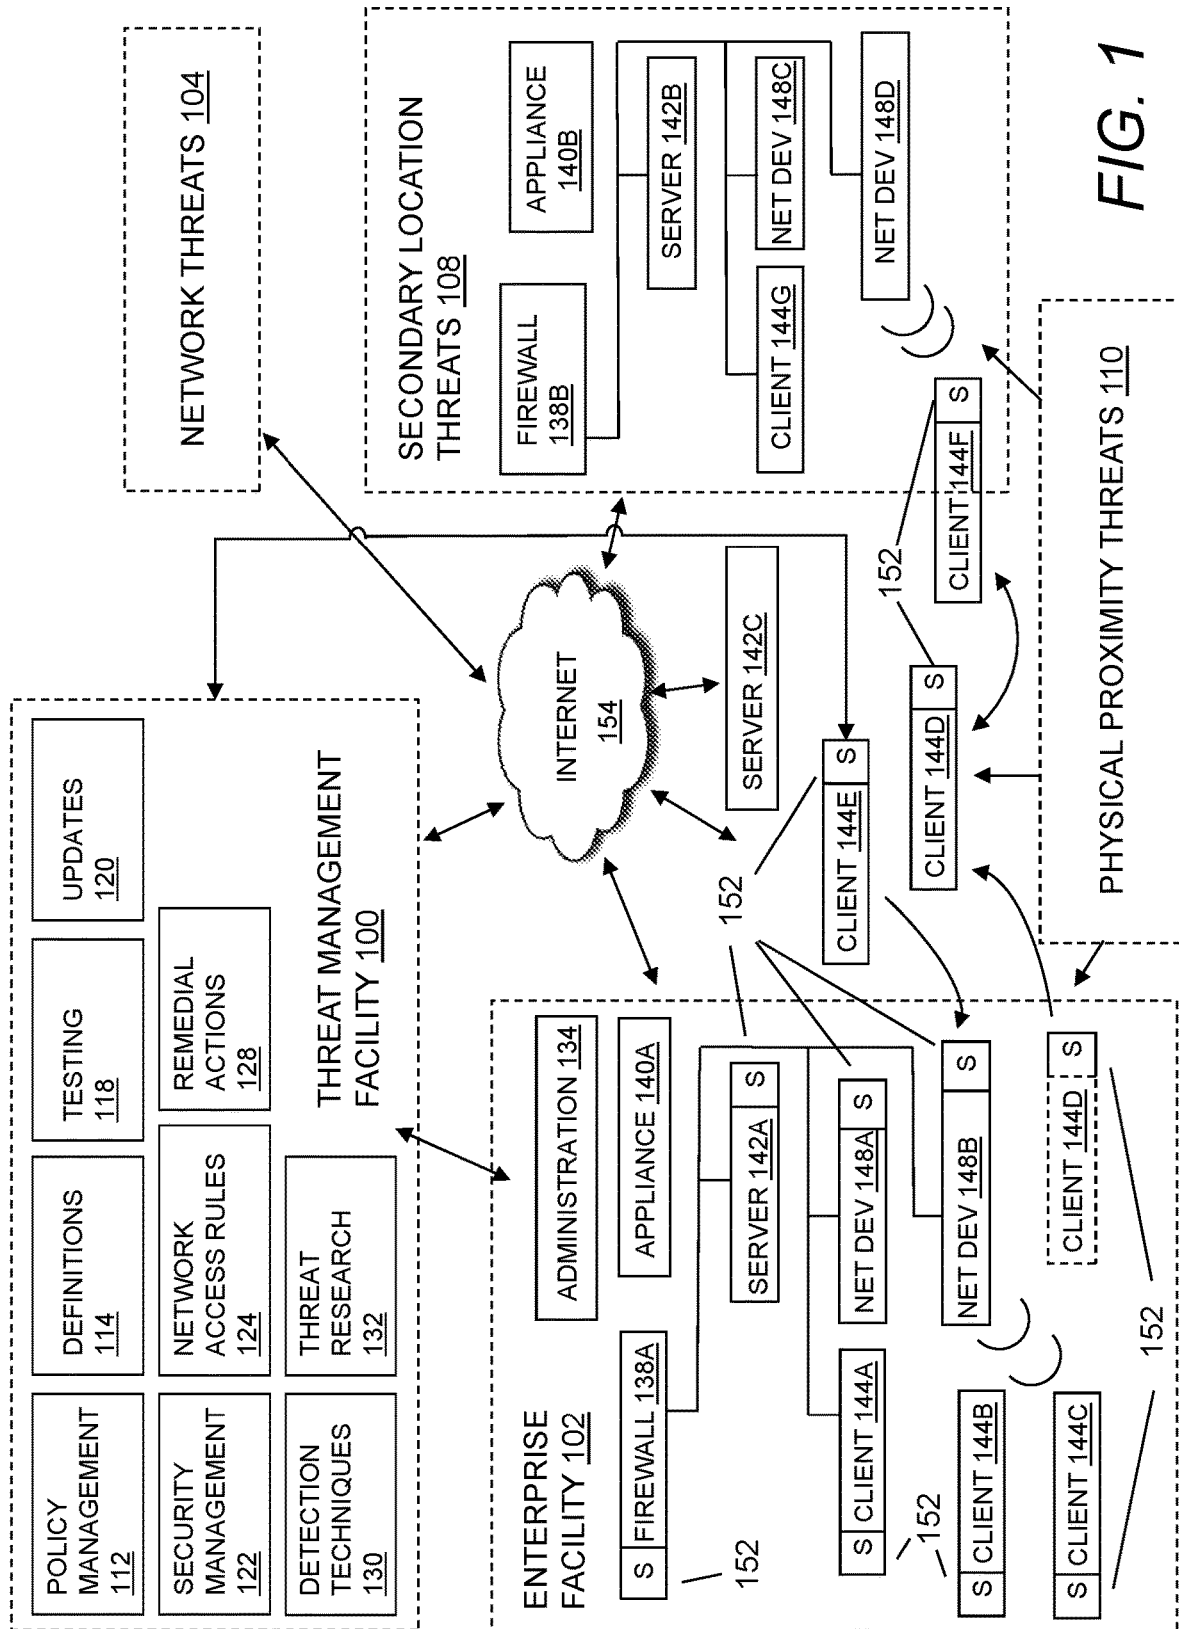 POLICY
MANAGEMENT
112
DEFINITIONS
114
TESTING
118
UPDATES
120
SECURITY
MANAGEMENT
122
NETWORK
ACCESS RULES
124
REMEDIAL
ACTIONS
128
DETECTION
TECHNIQUES
130
THREAT
RESEARCH
132
THREAT MANAGEMENT
FACILITY 100
NETWORK THREATS 104
INTERNET
154
ENTERPRISE
FACILITY 102
ADMINISTRATION 134
S FIREWALL 138A
APPLIANCE 140A
152
SERVER 142A S
152
S CLIENT 144A
NET DEV 148A S
152
S CLIENT 144B
NET DEV 148B S
S CLIENT 144C
CLIENT 144D S
152
SERVER 142C
CLIENT 144E S
CLIENT 144D S
152
CLIENT 144F S
SECONDARY LOCATION
THREATS 108
FIREWALL
138B
APPLIANCE
140B
SERVER 142B
CLIENT 144G
NET DEV 148C
NET DEV 148D
PHYSICAL PROXIMITY THREATS 110
FIG. 1